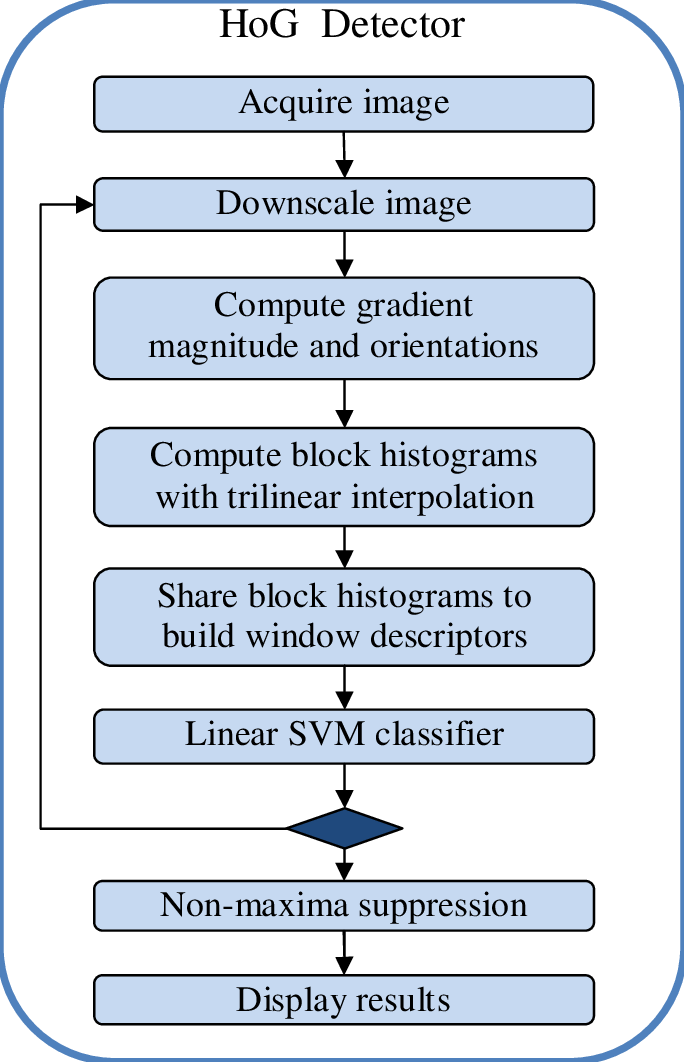 HoG Detector
Acquire image
Downscale image
Compute gradient
magnitude and orientations
Compute block histograms
with trilinear interpolation
Share block histograms to
build window descriptors
Linear SVM classifier
Non-maxima suppression
Display results